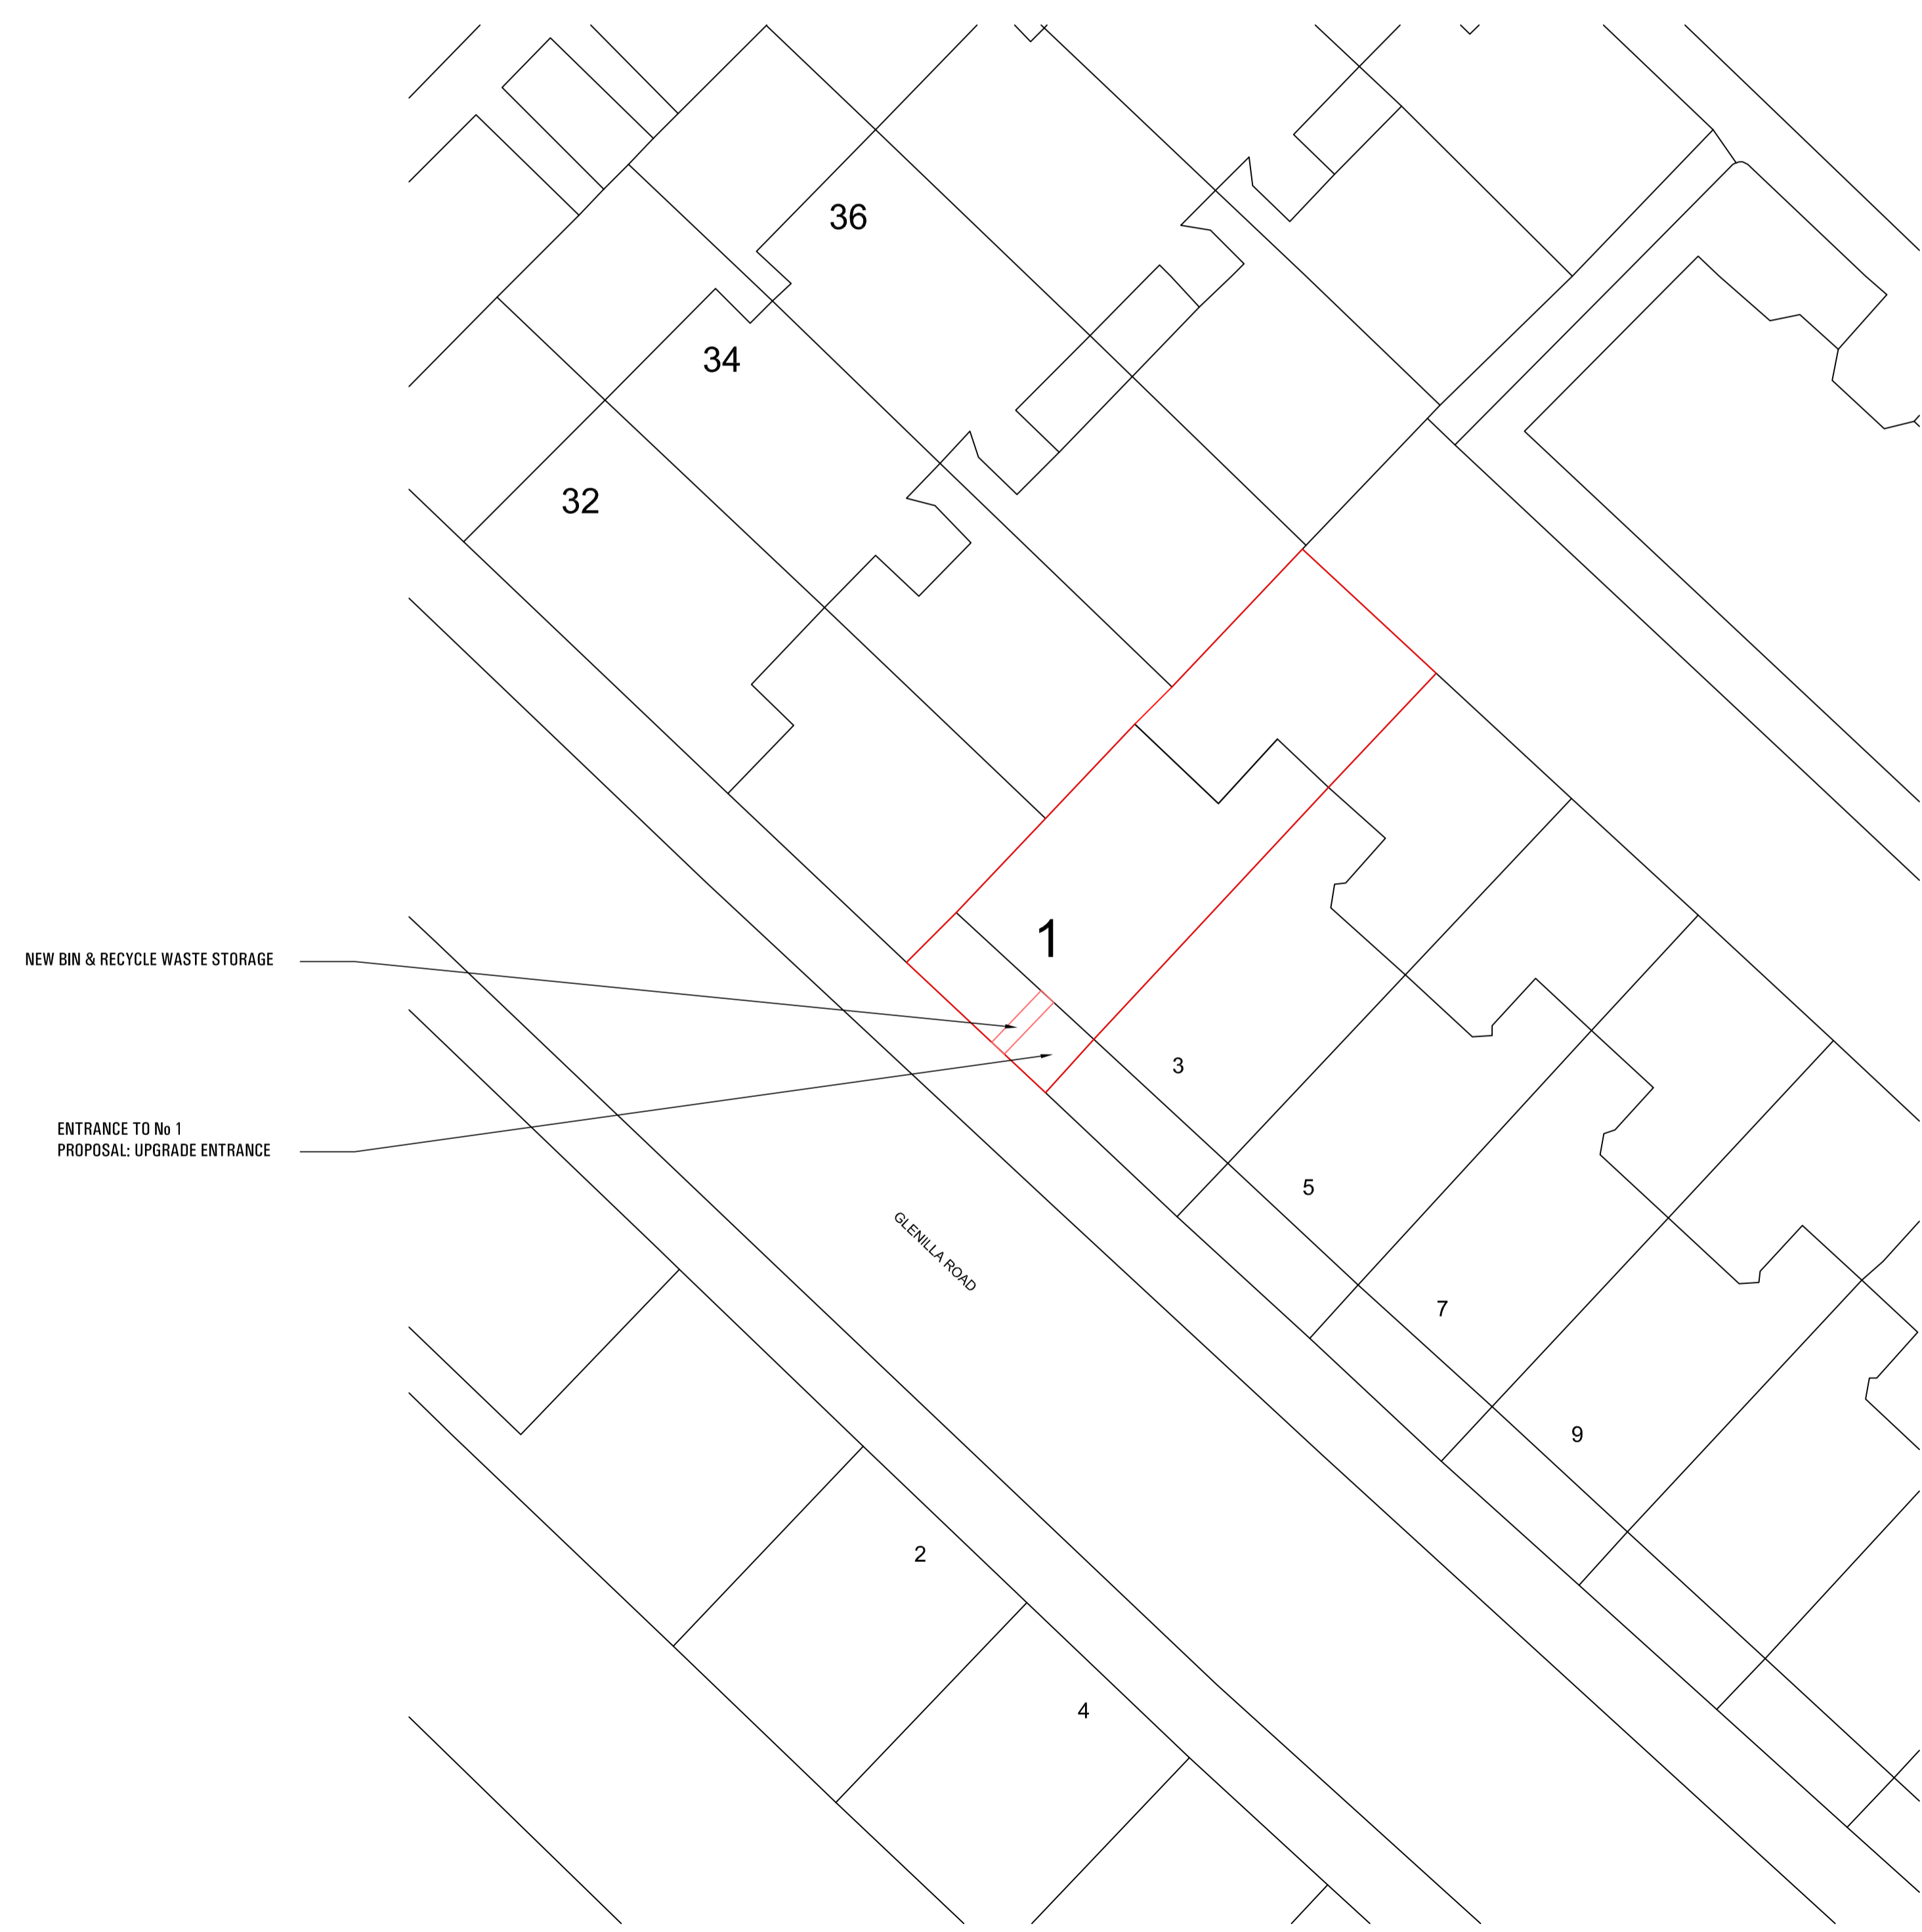 36
34
32
1
NEW BIN & RECYCLE WASTE STORAGE
3
ENTRANCE TO No 1
PROPOSAL: UPGRADE ENTRANCE
5
GLENILLA ROAD
7
9
2
4